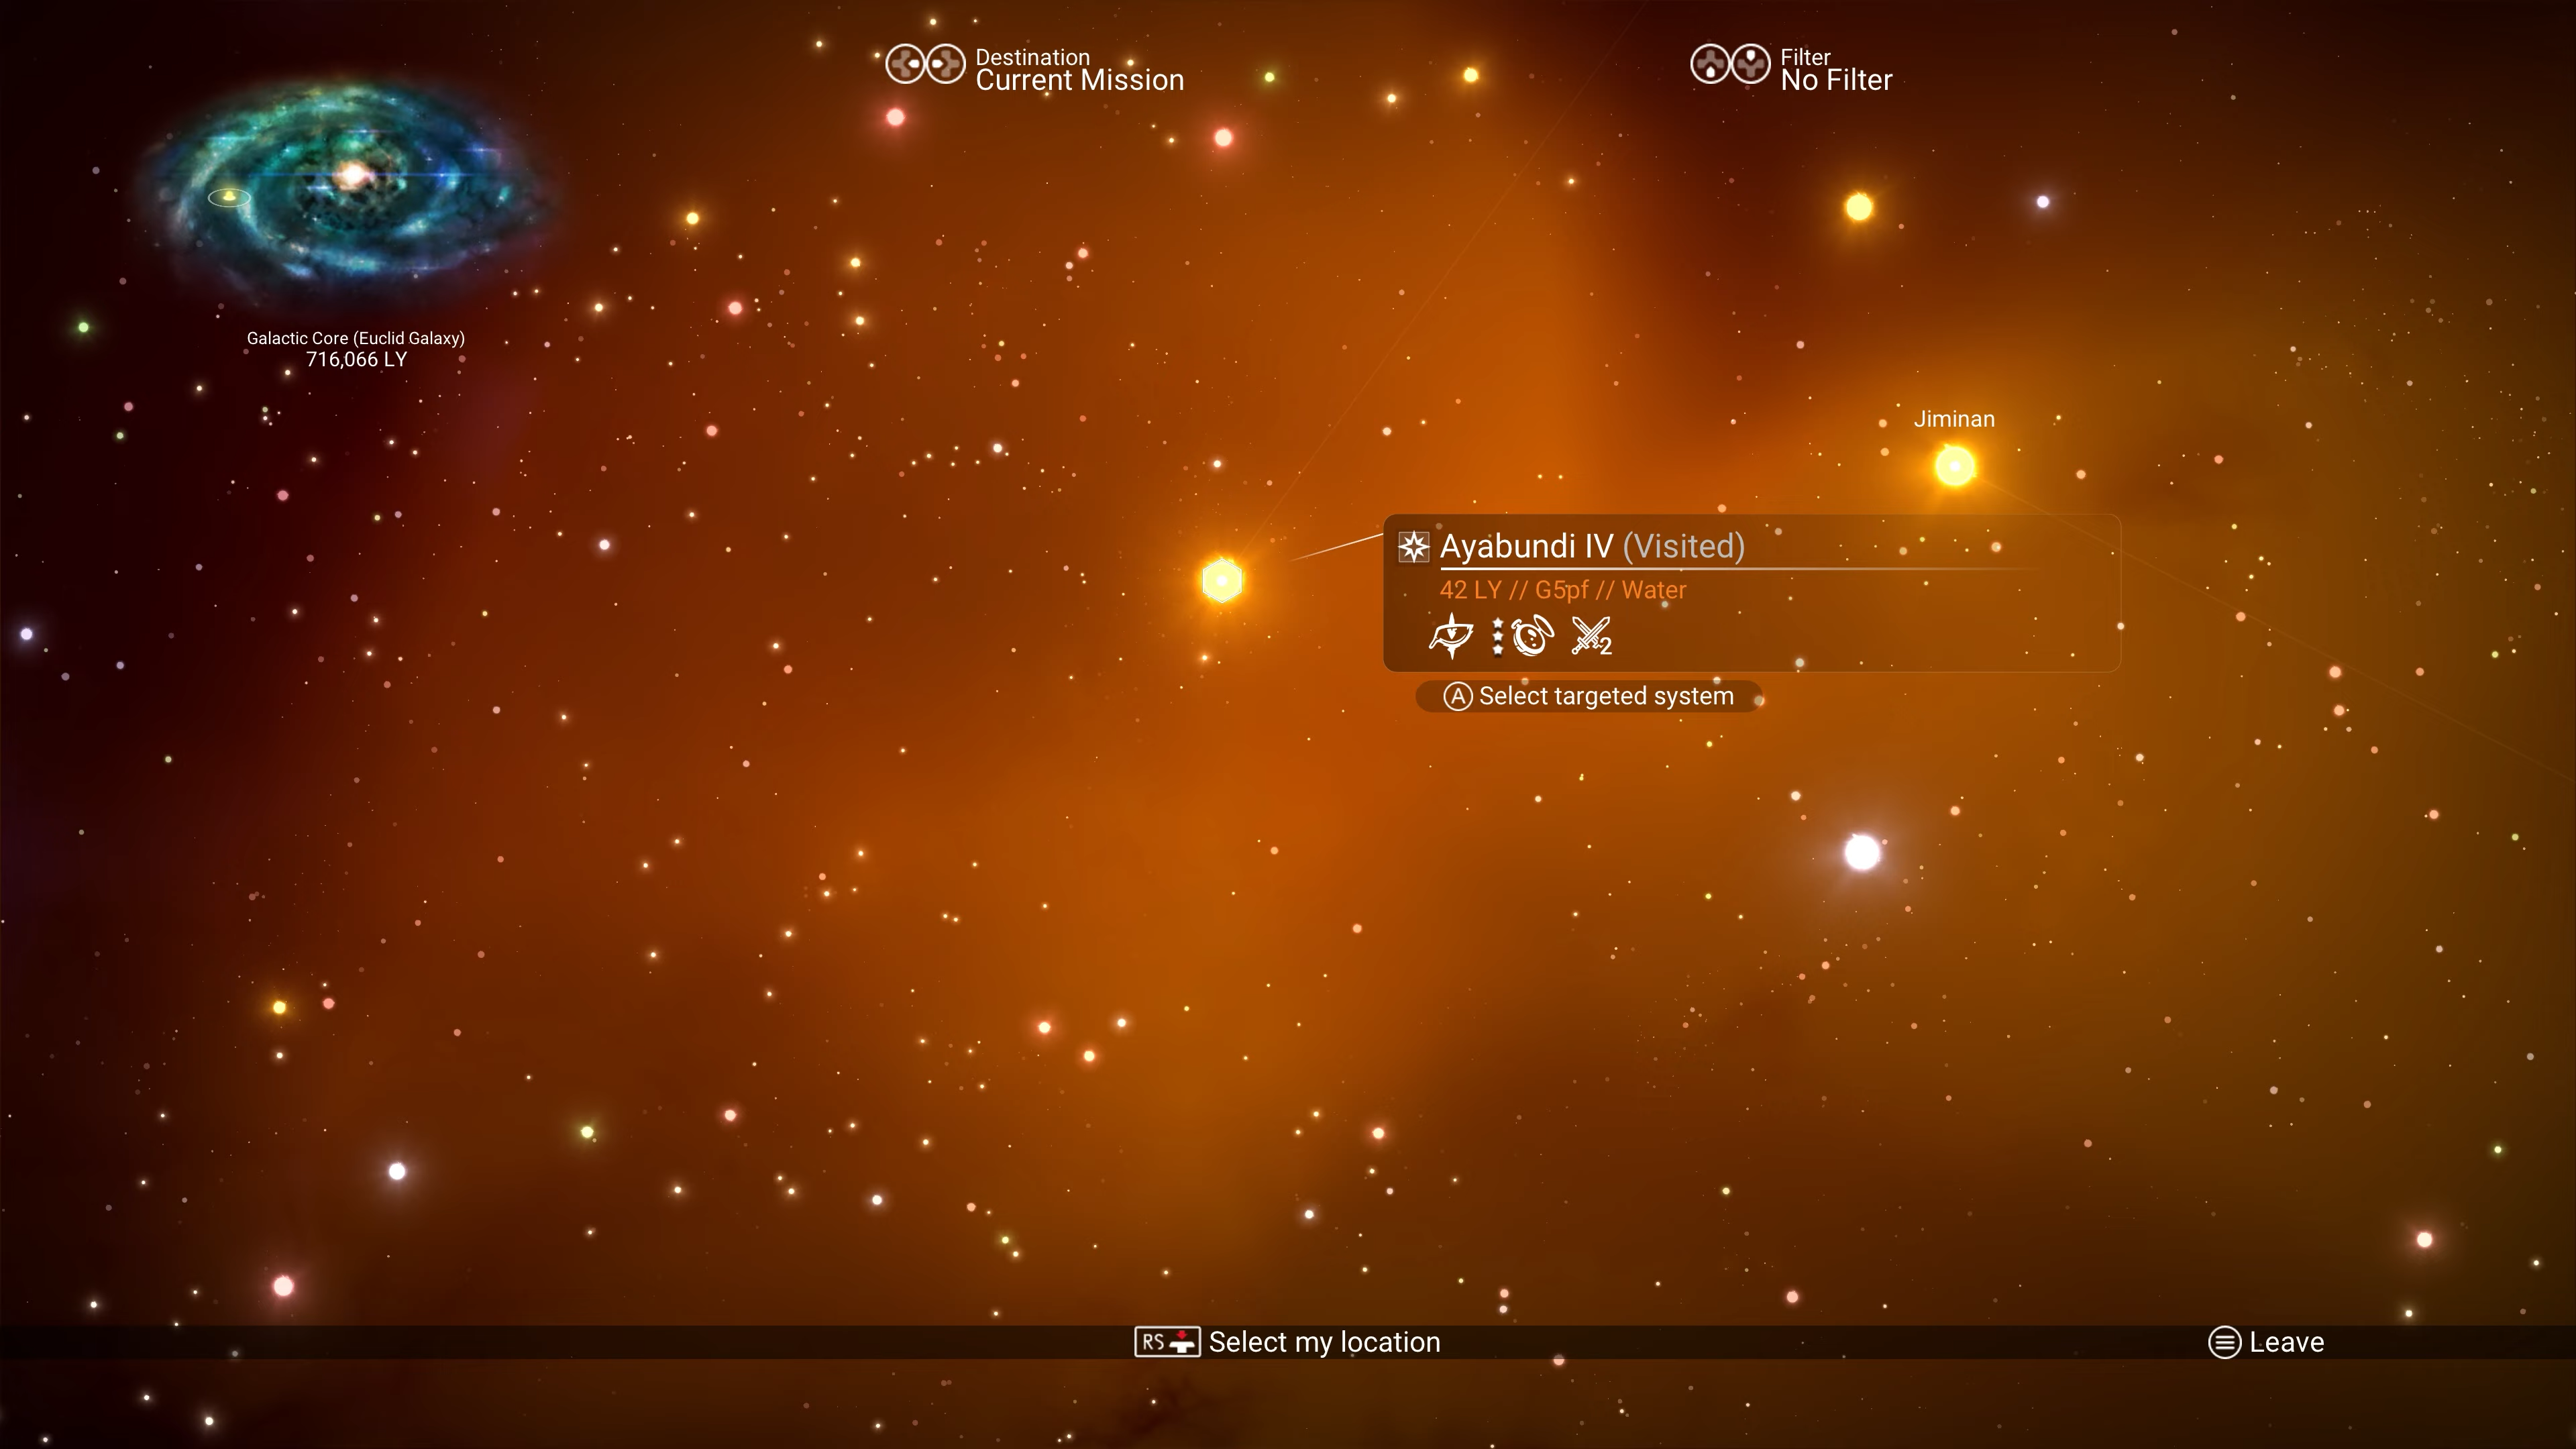 Destination
Current Mission
Filter
No Filter
Galactic Core (Euclid Galaxy)
716,066 LY
Jiminan
Ayabundi IV (Visited)
42 LY // G5pf // Water
2
A Select targeted system
RS Select my location
Leave